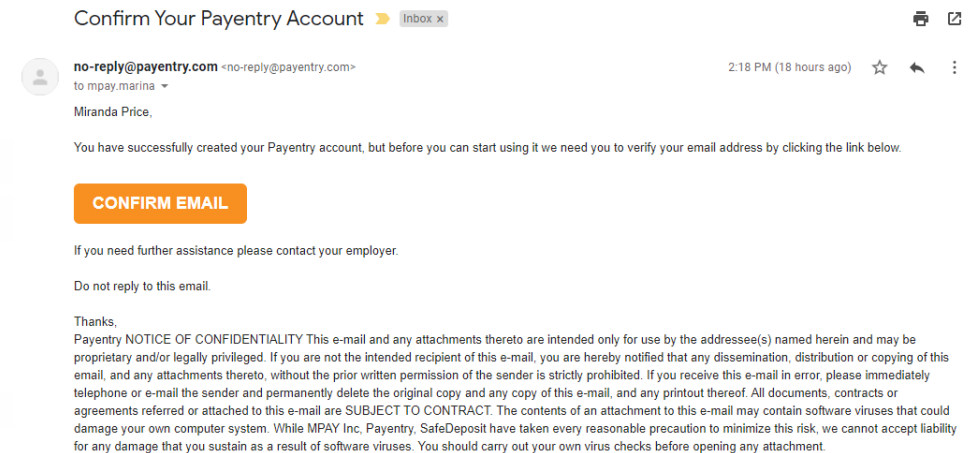 Confirm Your Payentry Account Inbox x
no-reply@payentry.com <no-reply@payentry.com> 2:18 PM (18 hours ago)
to mpay.marina
Miranda Price,
You have successfully created your Payentry account, but before you can start using it we need you to verify your email address by clicking the link below.
CONFIRM EMAIL
If you need further assistance please contact your employer.
Do not reply to this email.
Thanks,
Payentry NOTICE OF CONFIDENTIALITY This e-mail and any attachments thereto are intended only for use by the addressee(s) named herein and may be
proprietary and/or legally privileged. If you are not the intended recipient of this e-mail, you are hereby notified that any dissemination, distribution or copying of this
email, and any attachments thereto, without the prior written permission of the sender is strictly prohibited. If you receive this e-mail in error, please immediately
telephone or e-mail the sender and permanently delete the original copy and any copy of this e-mail, and any printout thereof. All documents, contracts or
agreements referred or attached to this e-mail are SUBJECT TO CONTRACT. The contents of an attachment to this e-mail may contain software viruses that could
damage your own computer system. While MPAY Inc, Payentry, SafeDeposit have taken every reasonable precaution to minimize this risk, we cannot accept liability
for any damage that you sustain as a result of software viruses. You should carry out your own virus checks before opening any attachment.